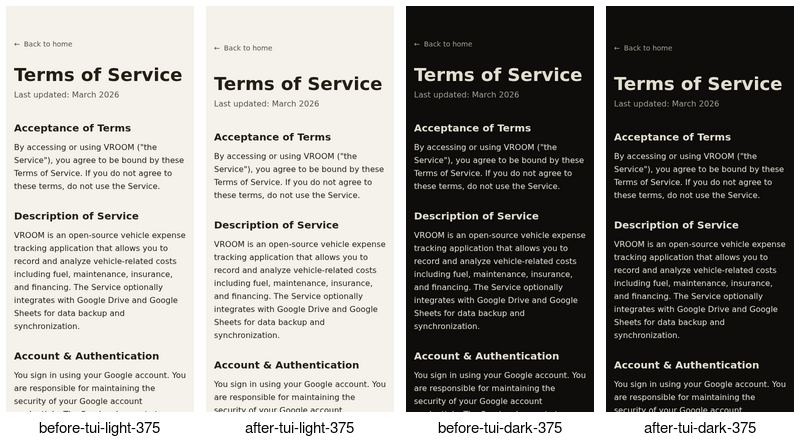 ← Back to home
Terms of Service
Last updated: March 2026
Acceptance of Terms
By accessing or using VROOM ("the
Service"), you agree to be bound by these
Terms of Service. If you do not agree to
these terms, do not use the Service.
Description of Service
VROOM is an open-source vehicle expense
tracking application that allows you to
record and analyze vehicle-related costs
including fuel, maintenance, insurance,
and financing. The Service optionally
integrates with Google Drive and Google
Sheets for data backup and
synchronization.
Account & Authentication
You sign in using your Google account. You
are responsible for maintaining the
security of your Google account
before-tui-light-375
← Back to home
Terms of Service
Last updated: March 2026
Acceptance of Terms
By accessing or using VROOM ("the
Service"), you agree to be bound by these
Terms of Service. If you do not agree to
these terms, do not use the Service.
Description of Service
VROOM is an open-source vehicle expense
tracking application that allows you to
record and analyze vehicle-related costs
including fuel, maintenance, insurance,
and financing. The Service optionally
integrates with Google Drive and Google
Sheets for data backup and
synchronization.
Account & Authentication
You sign in using your Google account. You
are responsible for maintaining the
security of your Google account
after-tui-light-375
← Back to home
Terms of Service
Last updated: March 2026
Acceptance of Terms
By accessing or using VROOM ("the
Service"), you agree to be bound by these
Terms of Service. If you do not agree to
these terms, do not use the Service.
Description of Service
VROOM is an open-source vehicle expense
tracking application that allows you to
record and analyze vehicle-related costs
including fuel, maintenance, insurance,
and financing. The Service optionally
integrates with Google Drive and Google
Sheets for data backup and
synchronization.
Account & Authentication
You sign in using your Google account. You
are responsible for maintaining the
security of your Google account
before-tui-dark-375
← Back to home
Terms of Service
Last updated: March 2026
Acceptance of Terms
By accessing or using VROOM ("the
Service"), you agree to be bound by these
Terms of Service. If you do not agree to
these terms, do not use the Service.
Description of Service
VROOM is an open-source vehicle expense
tracking application that allows you to
record and analyze vehicle-related costs
including fuel, maintenance, insurance,
and financing. The Service optionally
integrates with Google Drive and Google
Sheets for data backup and
synchronization.
Account & Authentication
You sign in using your Google account. You
are responsible for maintaining the
security of your Google account
after-tui-dark-375